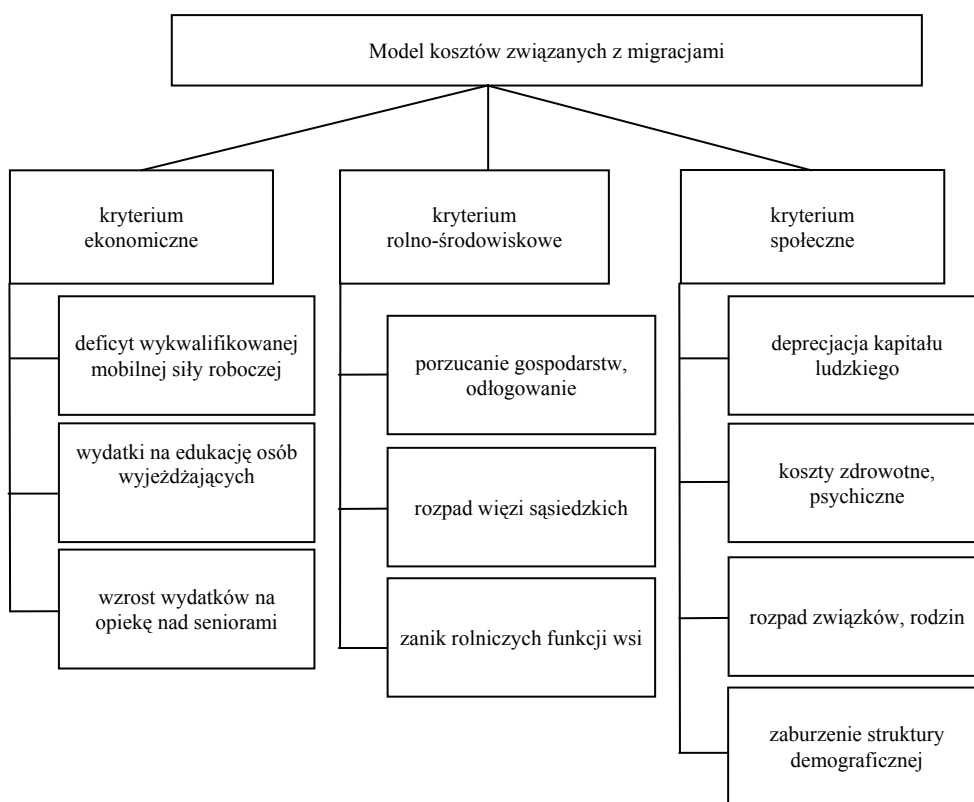 Model kosztów związanych z migracjami
kryterium
ekonomiczne
deficyt wykwalifikowanej
mobilnej siły roboczej
wydatki na edukację osób
wyjeżdżających
wzrost wydatków na
opiekę nad seniorami
kryterium
rolno-środowiskowe
porzucanie gospodarstw,
odłogowanie
rozpad więzi sąsiedzkich
zanik rolniczych funkcji wsi
kryterium
społeczne
deprecjacja kapitału
ludzkiego
koszty zdrowotne,
psychiczne
rozpad związków, rodzin
zaburzenie struktury
demograficznej